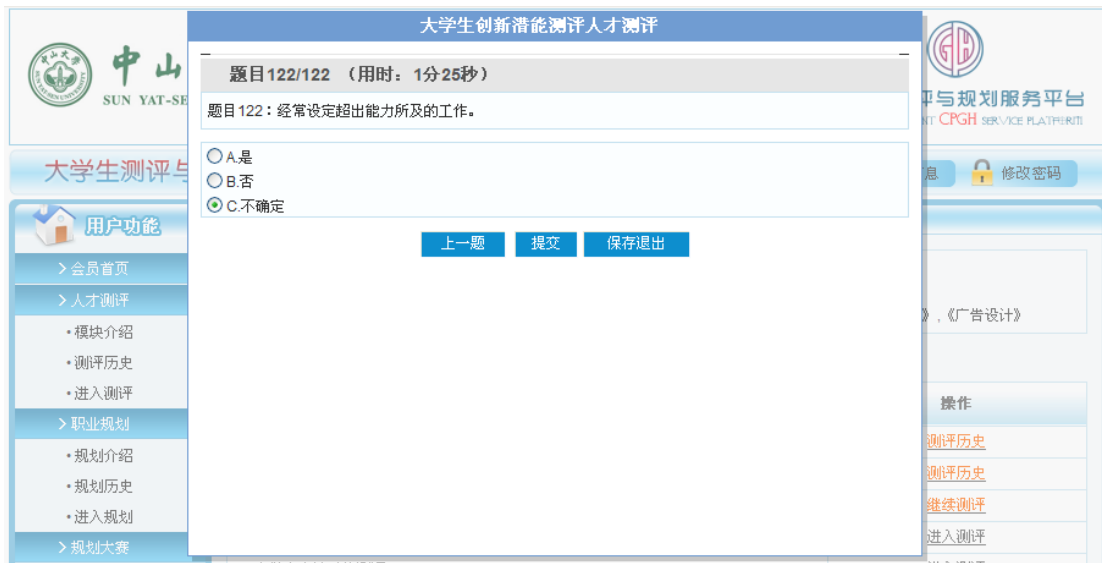 大学生创新潜能测评人才测评
中山
SUN YAT-SE
题目122/122 （用时：1分25秒）
题目122：经常设定超出能力所及的工作。
评与规划服务平台
NT CPGH SERVICE PLATFORM
大学生测评与
A.是
B.否
C.不确定
息
修改密码
用户功能
上一题
提交
保存退出
>会员首页
>人才测评
》,《广告设计》
•模块介绍
•测评历史
•进入测评
操作
>职业规划
测评历史
•规划介绍
测评历史
•规划历史
继续测评
•进入规划
进入测评
>规划大赛